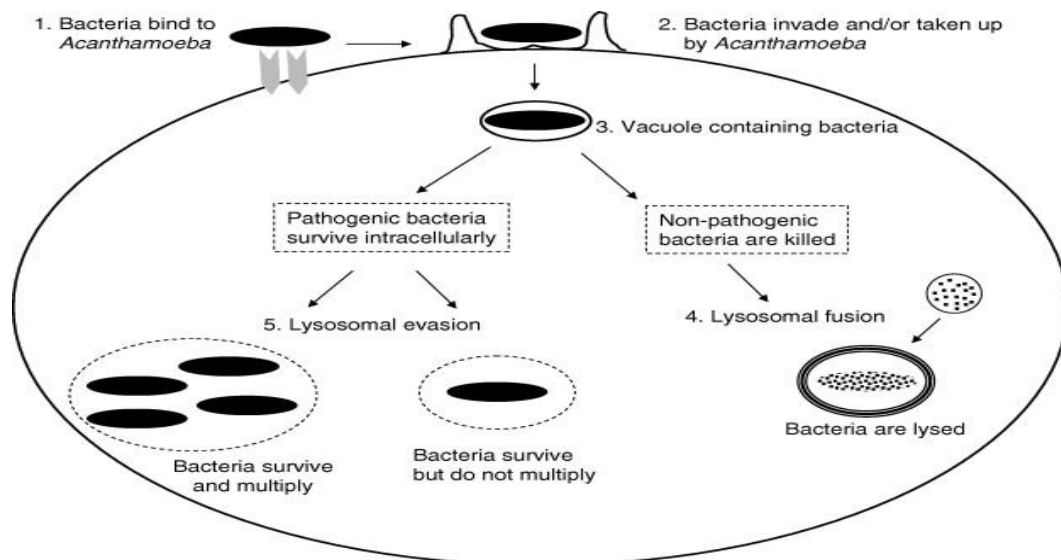 1. Bacteria bind to
Acanthamoeba
2. Bacteria invade and/or taken up
by Acanthamoeba
3. Vacuole containing bacteria
Pathogenic bacteria
survive intracellularly
Non-pathogenic
bacteria are killed
5. Lysosomal evasion
4. Lysosomal fusion
Bacteria survive
and multiply
Bacteria survive
but do not multiply
Bacteria are lysed